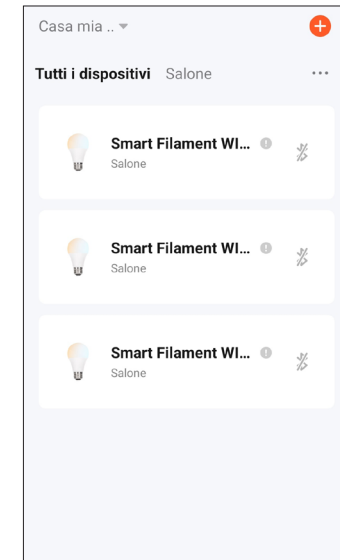 Casa mia ..
Tutti i dispositivi Salone
Smart Filament WI...
Salone
Smart Filament WI...
Salone
Smart Filament WI...
Salone